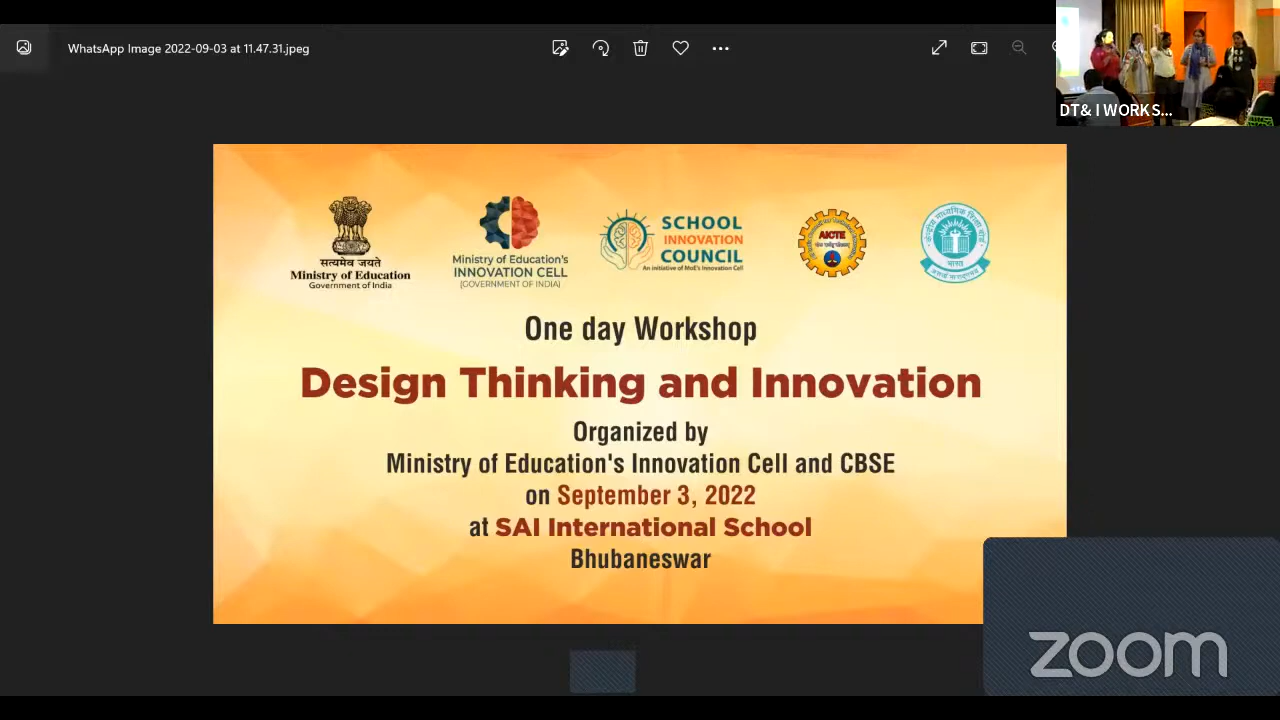 WhatsApp Image 2022-09-03 at 11.47.31.jpeg
DT& I WORKS...
सत्यमेव जयते
Ministry of Education
Government of India
Ministry of Education's
INNOVATION CELL
(GOVERNMENT OF INDIA)
SCHOOL
INNOVATION
COUNCIL
An initiative of MoE's Innovation Cell
AICTE
केन्द्रीय माध्यमिक शिक्षा बोर्ड
भारत
One day Workshop
Design Thinking and Innovation
Organized by
Ministry of Education's Innovation Cell and CBSE
on September 3, 2022
at SAI International School
Bhubaneswar
zoom